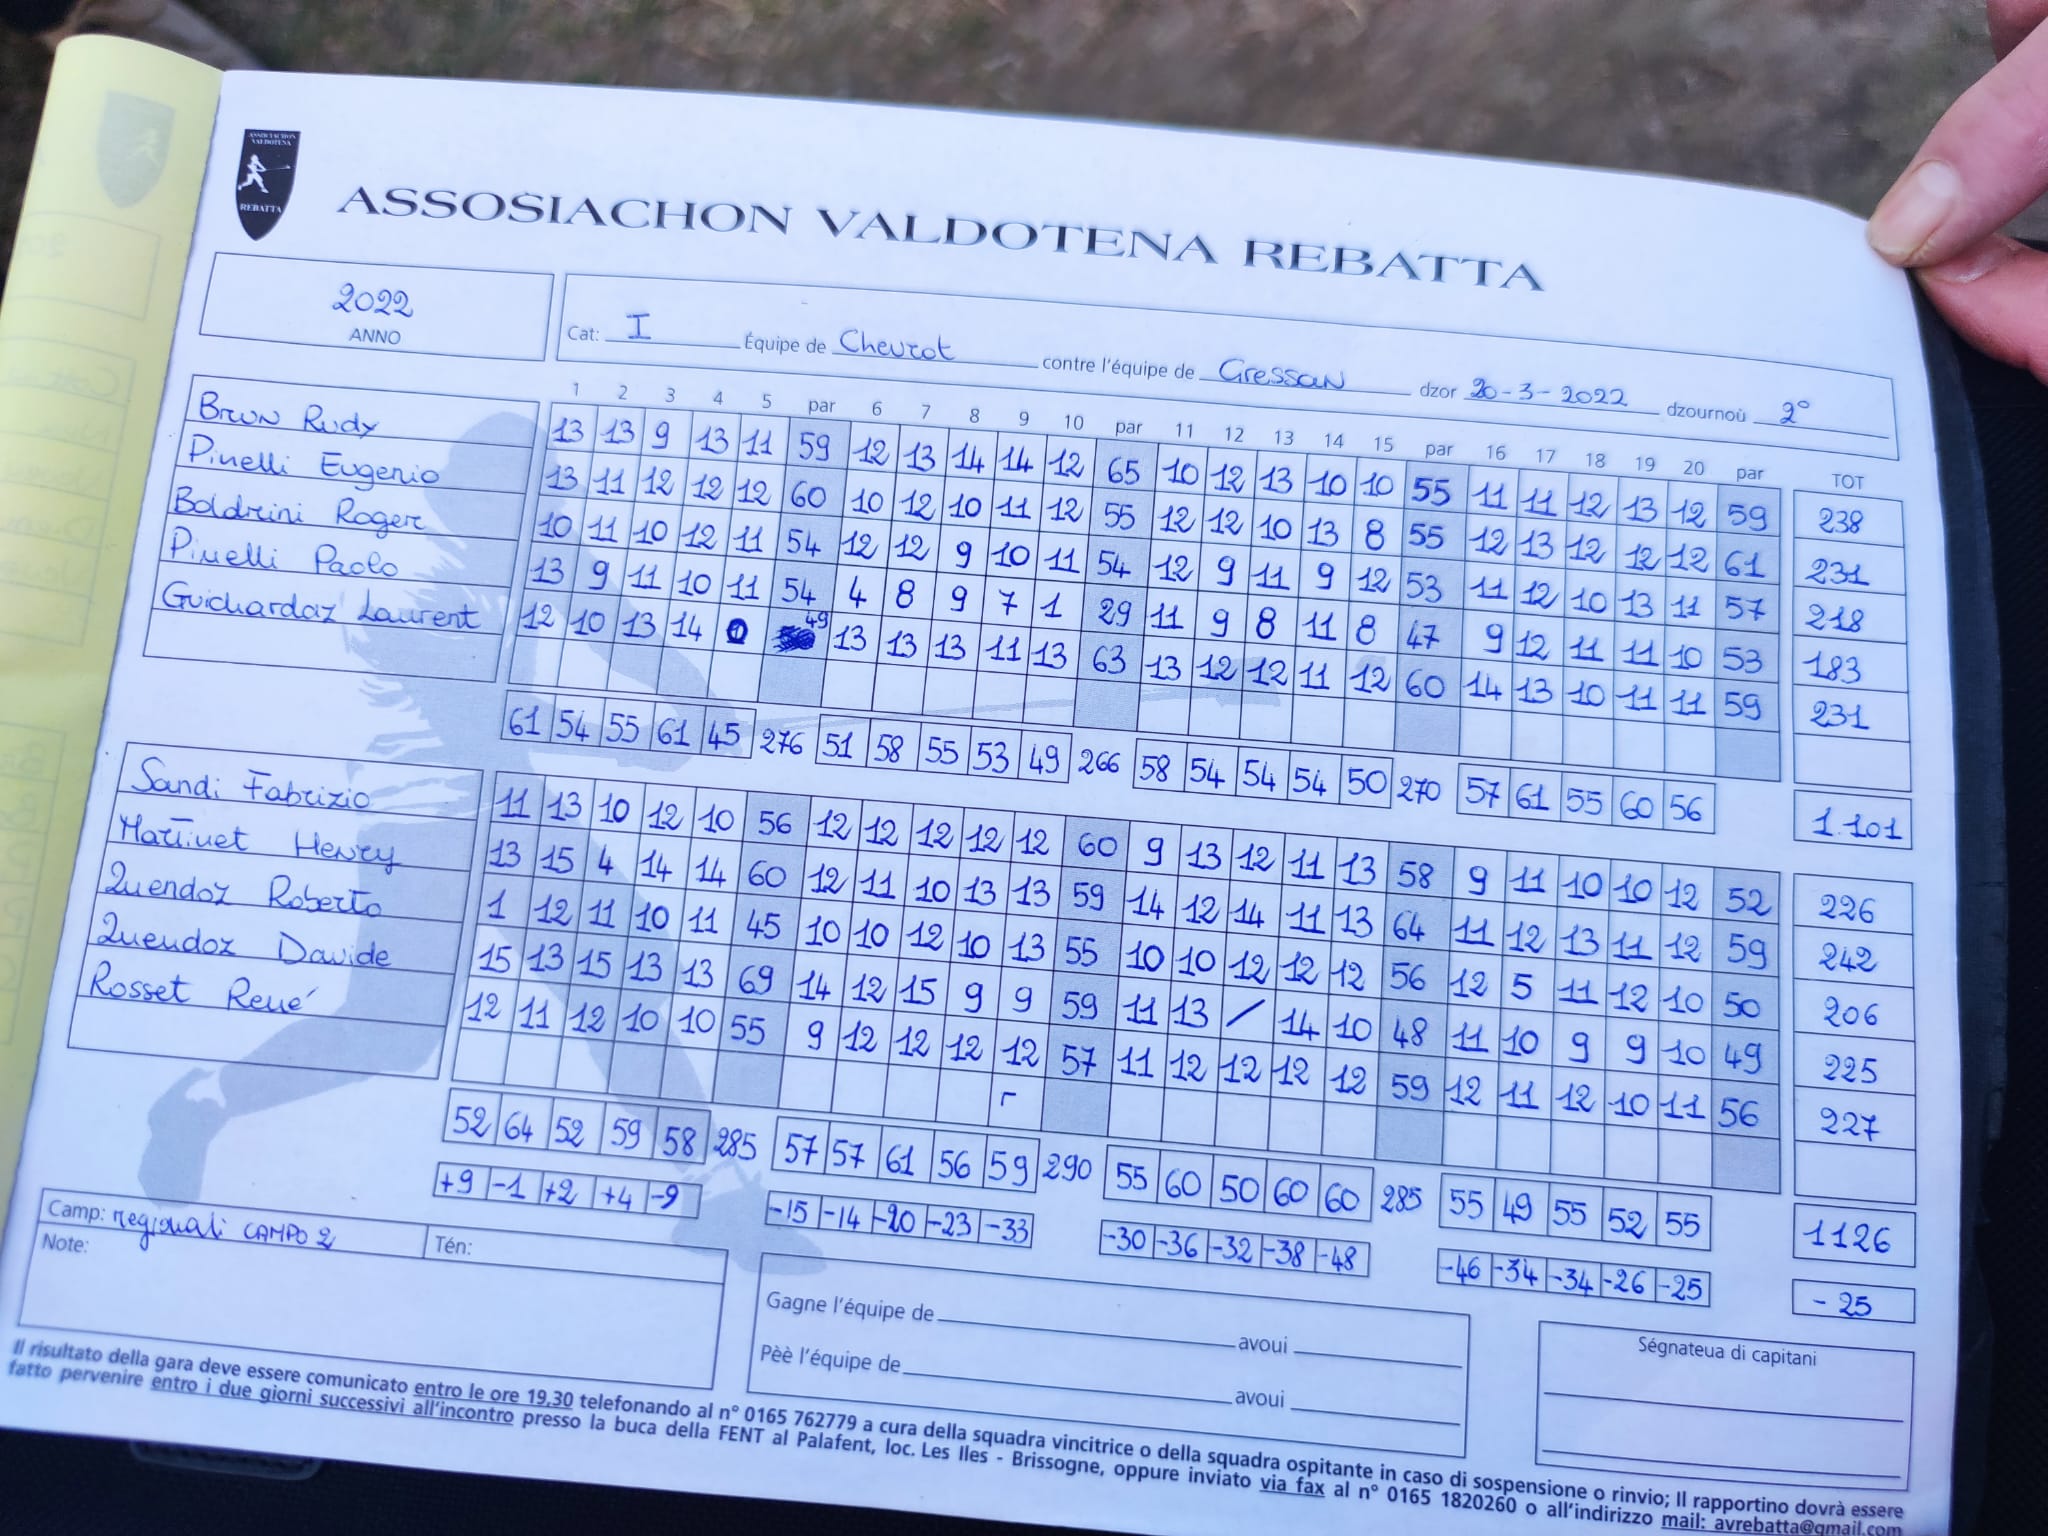 ASSOCIACHON
VALDOTENA
REBATTA
ASSOSIACHON VALDOTENA REBATTA
2022
ANNO
Cat: I Équipe de Chevrot contre l'équipe de Gressan dzor 20-3-2022 dzournoù 2°
1 2 3 4 5 par 6 7 8 9 10 par 11 12 13 14 15 par 16 17 18 19 20 par TOT
Brun Rudy 13 13 9 13 11 59 12 13 14 14 12 65 10 12 13 10 10 55 11 11 12 13 12 59 238
Pinelli Eugenio 13 11 12 12 12 60 10 12 10 11 12 55 12 12 10 13 8 55 12 13 12 12 12 61 231
Boldrini Roger 10 11 10 12 11 54 12 12 9 10 11 54 12 9 11 9 12 53 11 12 10 13 11 57 218
Pinelli Paolo 13 9 11 10 11 54 4 8 9 7 1 29 11 9 8 11 8 47 9 12 11 11 10 53 183
Guichardaz Laurent 12 10 13 14 0 49 13 13 13 11 13 63 13 12 12 11 12 60 14 13 10 11 11 59 231
61 54 55 61 45 276 51 58 55 53 49 266 58 54 54 54 50 270 57 61 55 60 56 1.101
Sandi Fabrizio 11 13 10 12 10 56 12 12 12 12 12 60 9 13 12 11 13 58 9 11 10 10 12 52 226
Martinet Henry 13 15 4 14 14 60 12 11 10 13 13 59 14 12 14 11 13 64 11 12 13 11 12 59 242
Quendoz Roberto 1 12 11 10 11 45 10 10 12 10 13 55 10 10 12 12 12 56 12 5 11 12 10 50 206
Quendoz Davide 15 13 15 13 13 69 14 12 15 9 9 59 11 13 / 14 10 48 11 10 9 9 10 49 225
Rosset René 12 11 12 10 10 55 9 12 12 12 12 57 11 12 12 12 12 59 12 11 12 10 11 56 227
52 64 52 59 58 285 57 57 61 56 59 290 55 60 50 60 60 285 55 49 55 52 55 1126
+9 -1 +2 +4 -9 -15 -14 -20 -23 -33 -30 -36 -32 -38 -48 -46 -34 -34 -26 -25 -25
Camp: regionali CAMPO 2 Tén:
Note:
Gagne l'équipe de avoui
Pèè l'équipe de avoui
Ségnateua di capitani
Il risultato della gara deve essere comunicato entro le ore 19,30 telefonando al n° 0165 762779 a cura della squadra vincitrice o della squadra ospitante in caso di sospensione o rinvio; Il rapportino dovrà essere
fatto pervenire entro i due giorni successivi all'incontro presso la buca della FENT al Palafent, loc. Les Iles - Brissogne, oppure inviato via fax al n° 0165 1820260 o all'indirizzo mail: avrebatta@gmail.com